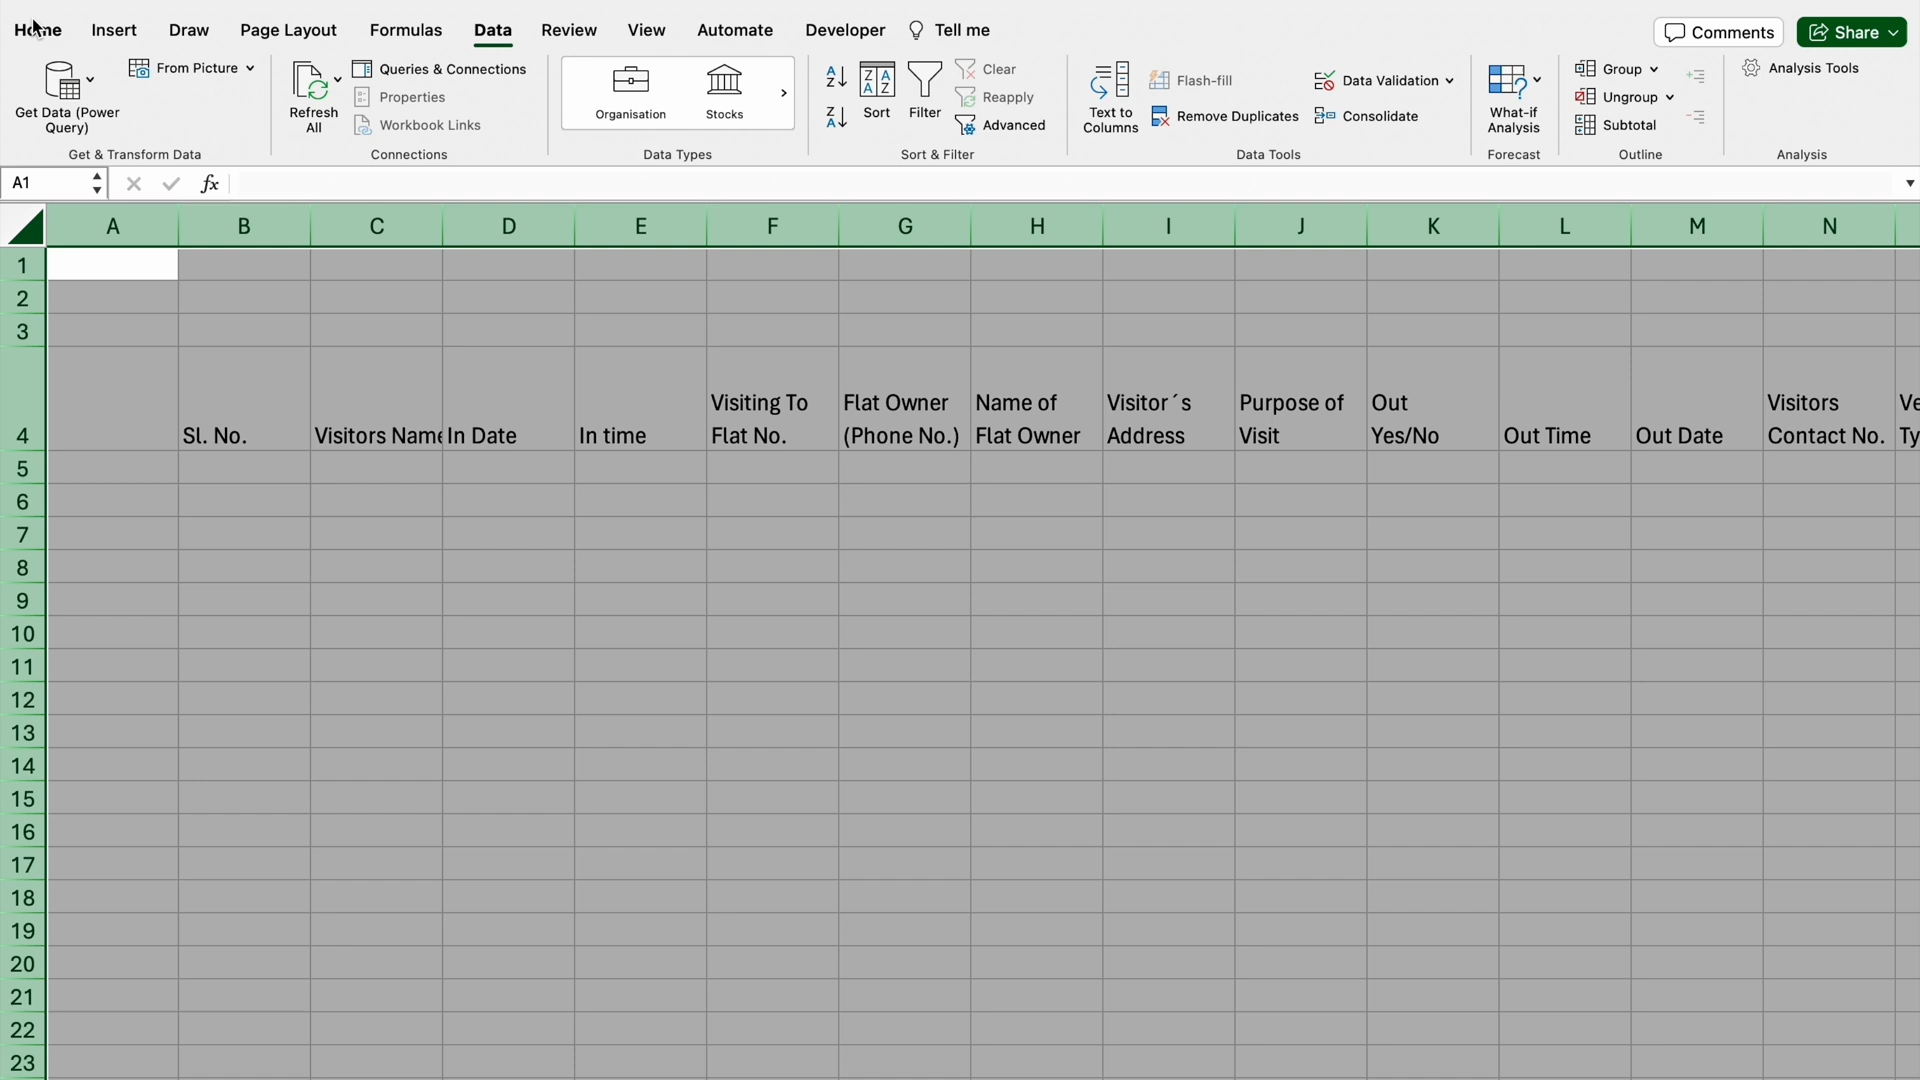 Home Insert Draw Page Layout Formulas Data Review View Automate Developer Tell me Comments Share
Get Data (Power
Query)
From Picture
Get & Transform Data
Refresh
All
Queries & Connections
Properties
Workbook Links
Connections
Organisation Stocks
Data Types
Sort Filter
Clear
Reapply
Advanced
Sort & Filter
Text to
Columns
Flash-fill
Remove Duplicates
Data Validation
Consolidate
Data Tools
What-if
Analysis
Forecast
Group
Ungroup
Subtotal
Outline
Analysis Tools
Analysis
A1 fx
A B C D E F G H I J K L M N
1
2
3
4
Sl. No.
Visitors Name
In Date
In time
Visiting To
Flat No.
Flat Owner
(Phone No.)
Name of
Flat Owner
Visitor´s
Address
Purpose of
Visit
Out
Yes/No
Out Time
Out Date
Visitors
Contact No.
Ve
Ty
5
6
7
8
9
10
11
12
13
14
15
16
17
18
19
20
21
22
23